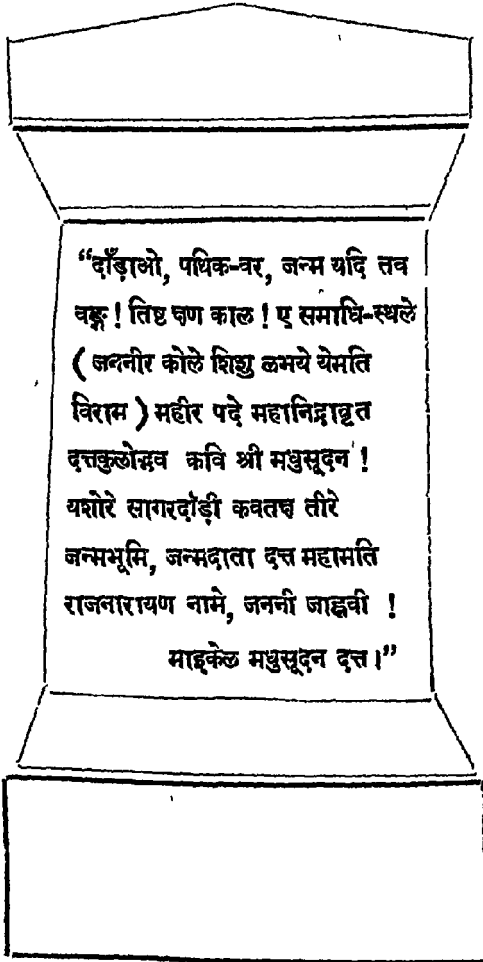 “दाँड़ाओ, पथिक-वर, जन्म यदि तव
वङ्ग ! तिष्ट क्षण काल ! ए समाधि-स्थले
( जननीर कोले शिशु लभये येमति
विराम ) महीर पदे महानिद्रावृत
दत्तकुलोद्भव कवि श्री मधुसूदन !
यशोरे सागरदाँड़ी कवतक्ष तीरे
जन्मभूमि, जन्मदाता दत्त महामति
राजनारायण नामे, जननी जाह्नवी !
माइकेल मधुसूदन दत्त।”